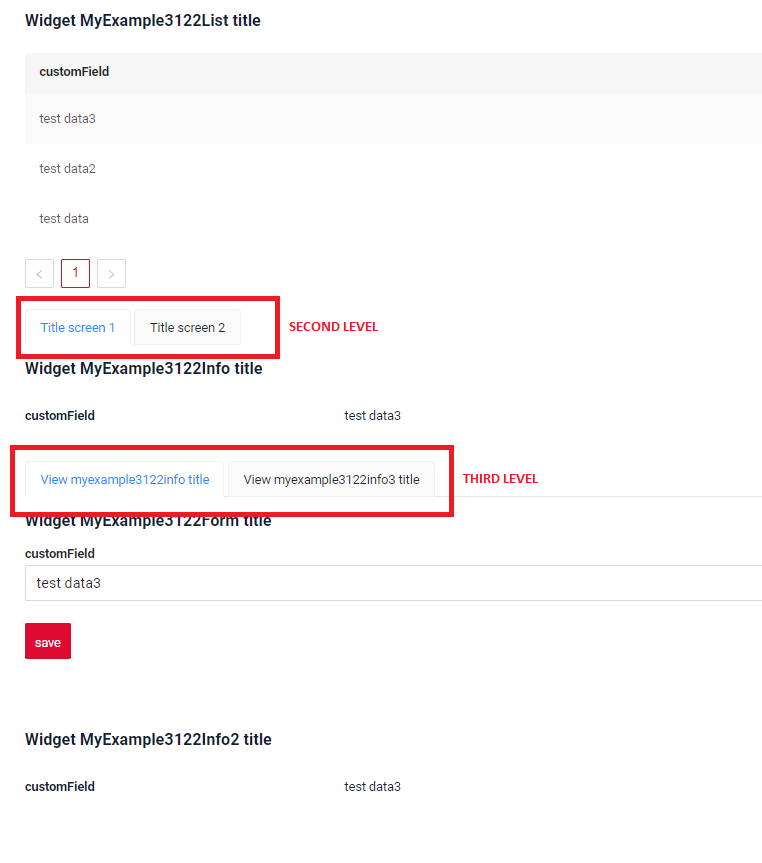 Widget MyExample3122List title
customField
test data3
test data2
test data
< 1 >
Title screen 1 Title screen 2 SECOND LEVEL
Widget MyExample3122Info title
customField test data3
View myexample3122info title View myexample3122info3 title THIRD LEVEL
Widget MyExample3122Form title
customField
test data3
save
Widget MyExample3122Info2 title
customField test data3